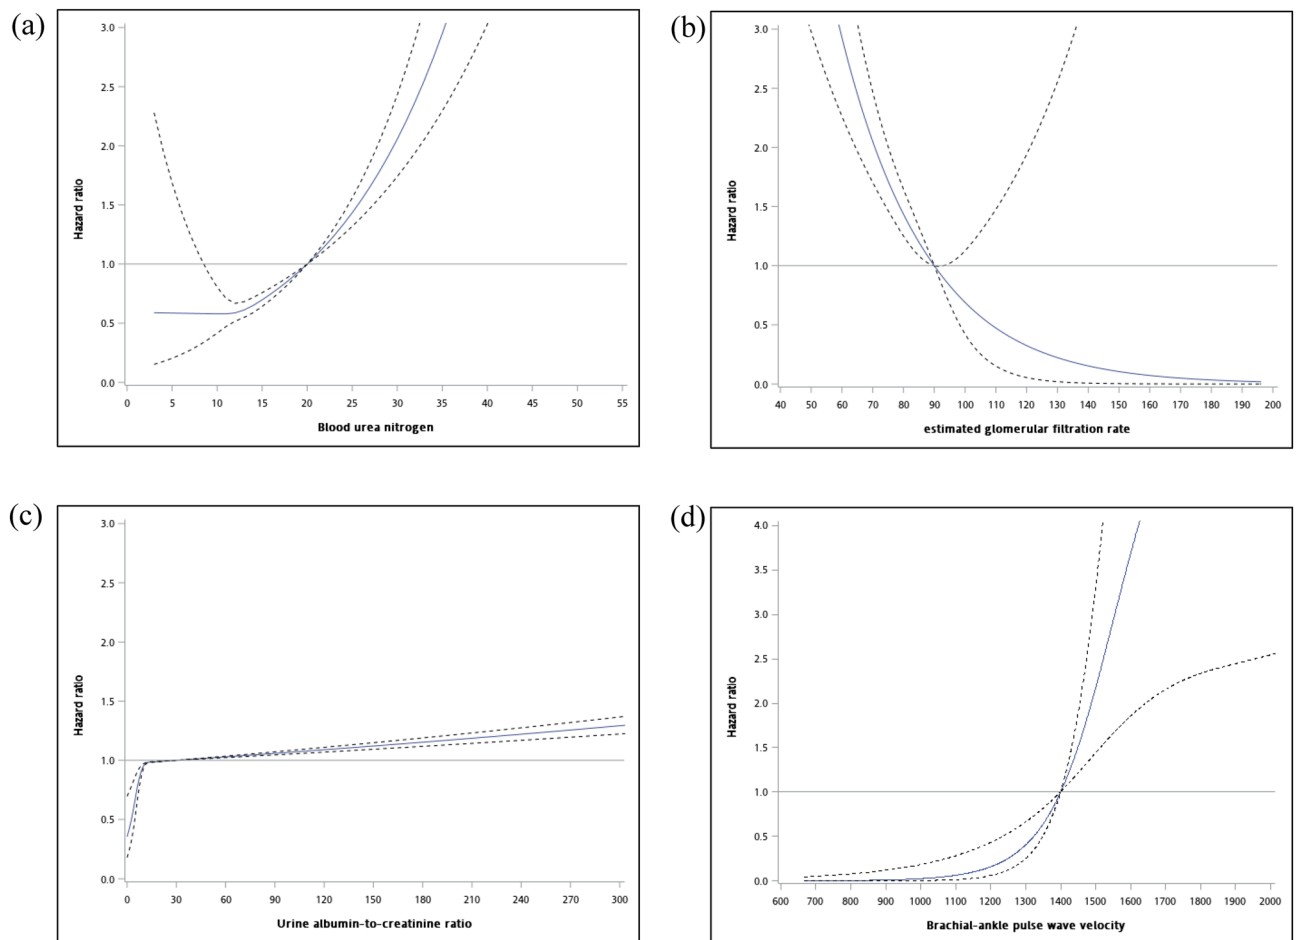 (a)
3.0
2.5
2.0
1.5
1.0
0.5
0.0
Hazard ratio
0 5 10 15 20 25 30 35 40 45 50 55
Blood urea nitrogen
(b)
3.0
2.5
2.0
1.5
1.0
0.5
0.0
Hazard ratio
40 50 60 70 80 90 100 110 120 130 140 150 160 170 180 190 200
estimated glomerular filtration rate
(c)
3.0
2.5
2.0
1.5
1.0
0.5
0.0
Hazard ratio
0 30 60 90 120 150 180 210 240 270 300
Urine albumin-to-creatinine ratio
(d)
4.0
3.5
3.0
2.5
2.0
1.5
1.0
0.5
0.0
Hazard ratio
600 700 800 900 1000 1100 1200 1300 1400 1500 1600 1700 1800 1900 2000
Brachial-ankle pulse wave velocity